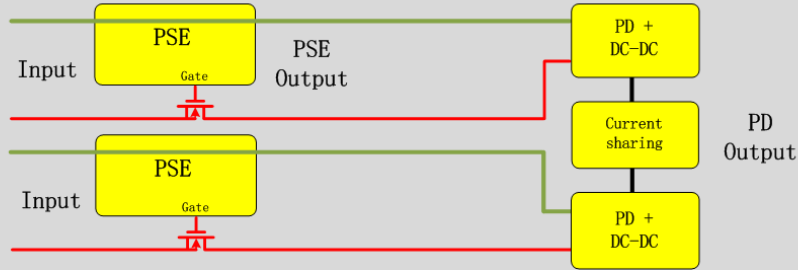 PSE
Input
Gate
PSE
Output
PD +
DC-DC
Current
sharing
PD
Output
PSE
Input
Gate
PD +
DC-DC